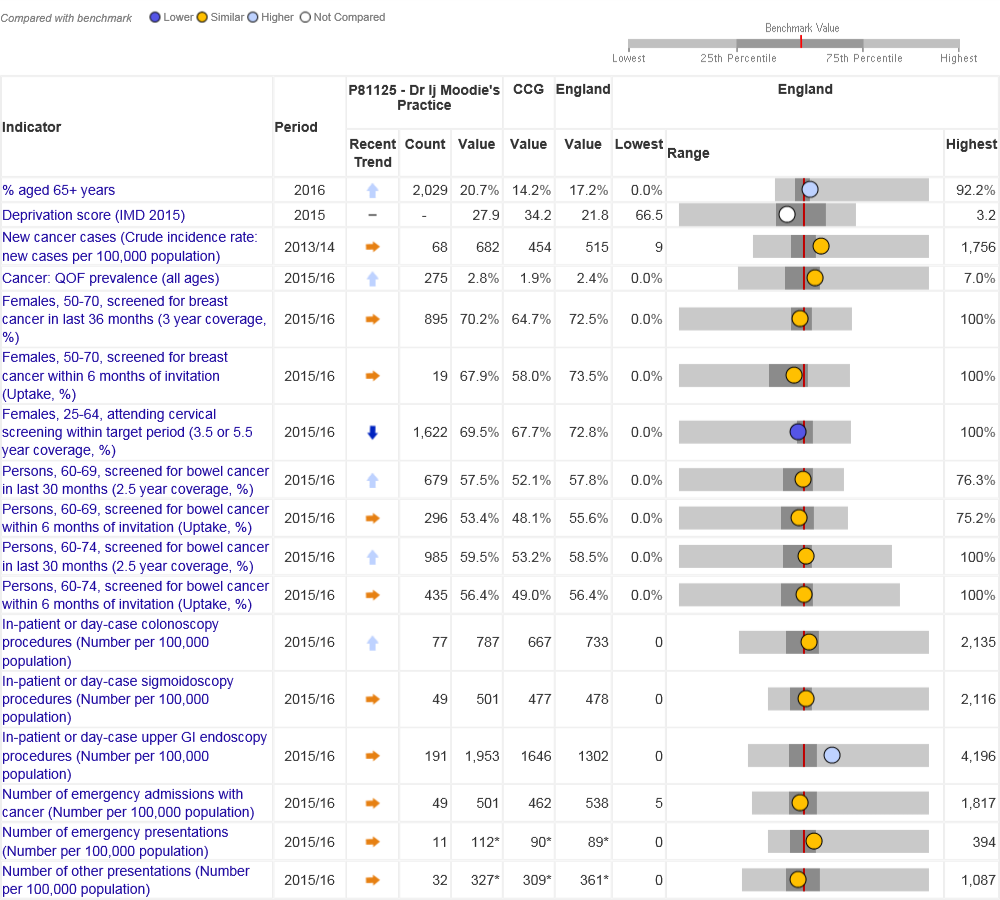 Compared with benchmark Lower Similar Higher Not Compared
Benchmark Value
Lowest 25th Percentile 75th Percentile Highest
Indicator Period P81125 - Dr Ij Moodie's Practice CCG England England
Recent Trend Count Value Value Value Lowest Range Highest
% aged 65+ years 2016 2,029 20.7% 14.2% 17.2% 0.0% 92.2%
Deprivation score (IMD 2015) 2015 – - 27.9 34.2 21.8 66.5 3.2
New cancer cases (Crude incidence rate:
new cases per 100,000 population) 2013/14 68 682 454 515 9 1,756
Cancer: QOF prevalence (all ages) 2015/16 275 2.8% 1.9% 2.4% 0.0% 7.0%
Females, 50-70, screened for breast
cancer in last 36 months (3 year coverage, 2015/16 895 70.2% 64.7% 72.5% 0.0% 100%
%)
Females, 50-70, screened for breast
cancer within 6 months of invitation 2015/16 19 67.9% 58.0% 73.5% 0.0% 100%
(Uptake, %)
Females, 25-64, attending cervical
screening within target period (3.5 or 5.5 2015/16 1,622 69.5% 67.7% 72.8% 0.0% 100%
year coverage, %)
Persons, 60-69, screened for bowel cancer
in last 30 months (2.5 year coverage, %) 2015/16 679 57.5% 52.1% 57.8% 0.0% 76.3%
Persons, 60-69, screened for bowel cancer
within 6 months of invitation (Uptake, %) 2015/16 296 53.4% 48.1% 55.6% 0.0% 75.2%
Persons, 60-74, screened for bowel cancer
in last 30 months (2.5 year coverage, %) 2015/16 985 59.5% 53.2% 58.5% 0.0% 100%
Persons, 60-74, screened for bowel cancer
within 6 months of invitation (Uptake, %) 2015/16 435 56.4% 49.0% 56.4% 0.0% 100%
In-patient or day-case colonoscopy
procedures (Number per 100,000 2015/16 77 787 667 733 0 2,135
population)
In-patient or day-case sigmoidoscopy
procedures (Number per 100,000 2015/16 49 501 477 478 0 2,116
population)
In-patient or day-case upper GI endoscopy
procedures (Number per 100,000 2015/16 191 1,953 1646 1302 0 4,196
population)
Number of emergency admissions with
cancer (Number per 100,000 population) 2015/16 49 501 462 538 5 1,817
Number of emergency presentations
(Number per 100,000 population) 2015/16 11 112* 90* 89* 0 394
Number of other presentations (Number
per 100,000 population) 2015/16 32 327* 309* 361* 0 1,087